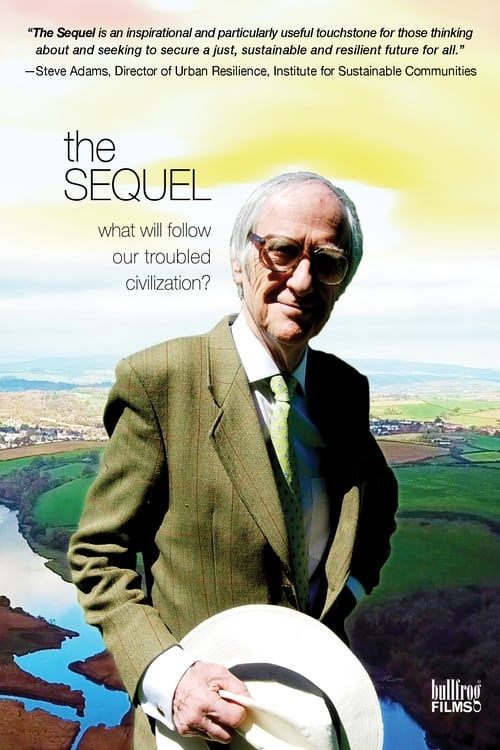 “The Sequel is an inspirational and particularly useful touchstone for those thinking
about and seeking to secure a just, sustainable and resilient future for all.”
—Steve Adams, Director of Urban Resilience, Institute for Sustainable Communities
the
SEQUEL
what will follow
our troubled
civilization?
bullfrog®
FILMS